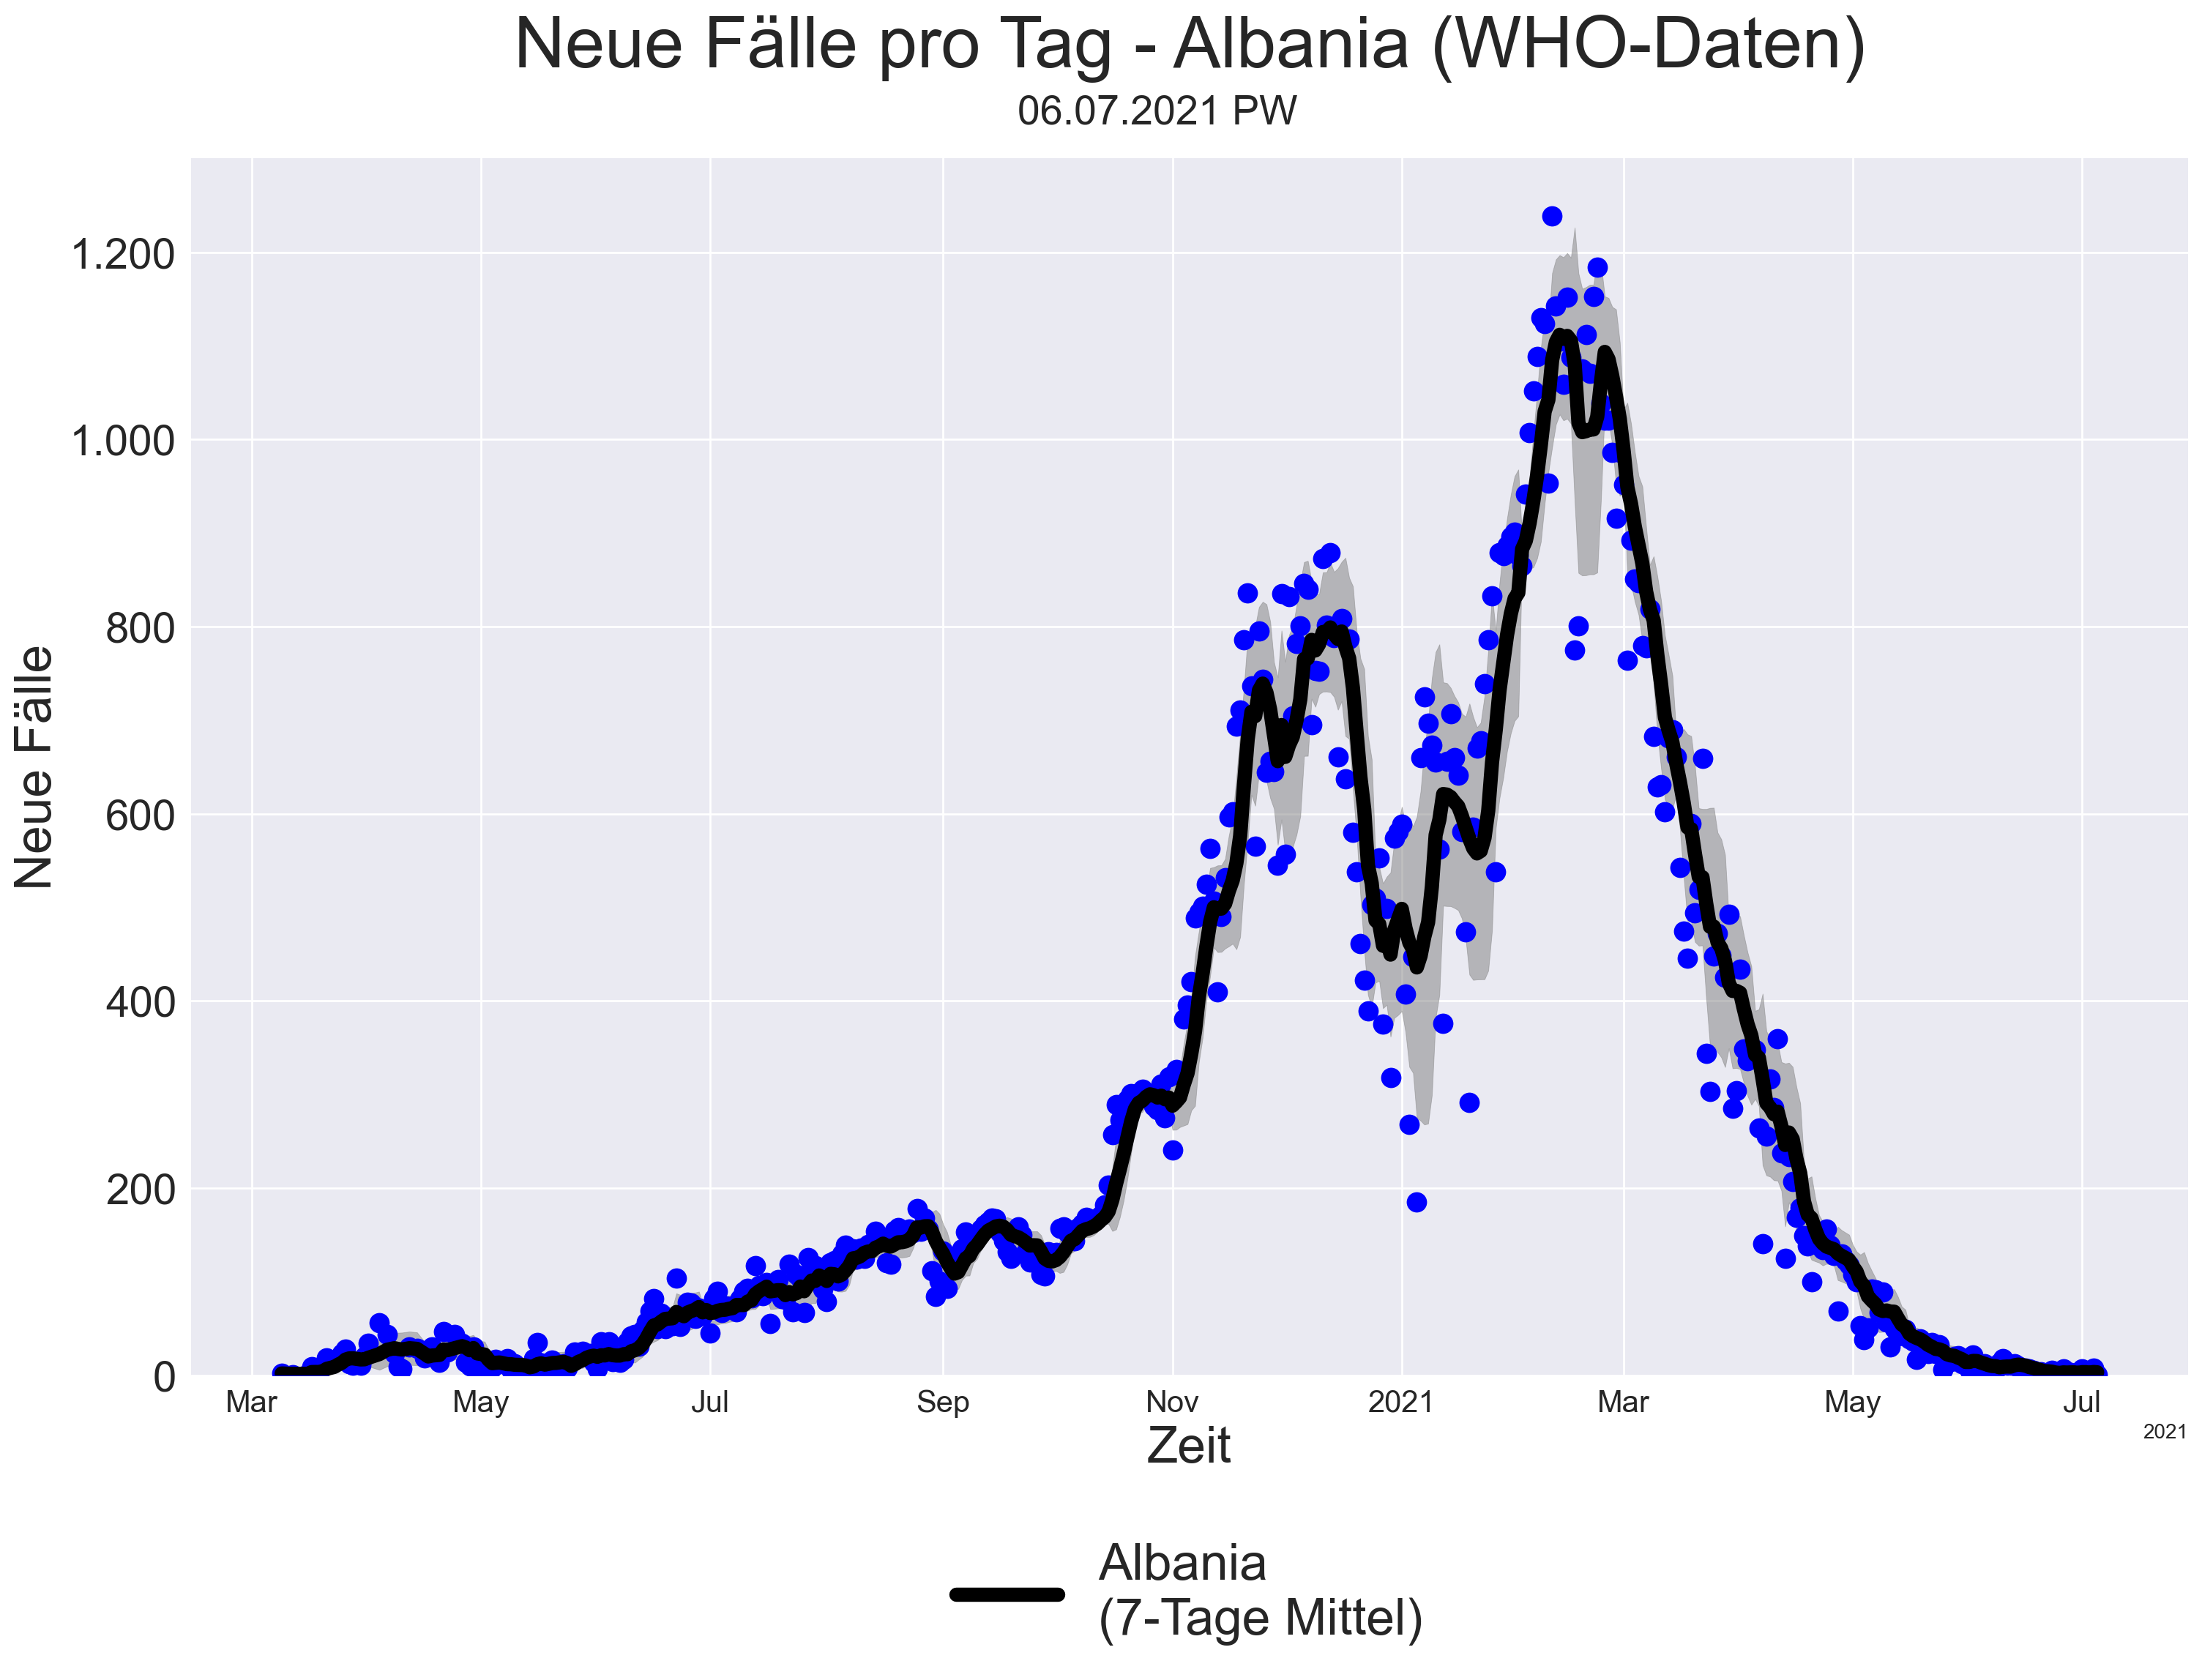 Neue Fälle pro Tag - Albania (WHO-Daten)
06.07.2021 PW
Neue Fälle
1.200
1.000
800
600
400
200
0
Mar May Jul Sep Nov 2021 Mar May Jul
2021
Zeit
Albania
(7-Tage Mittel)